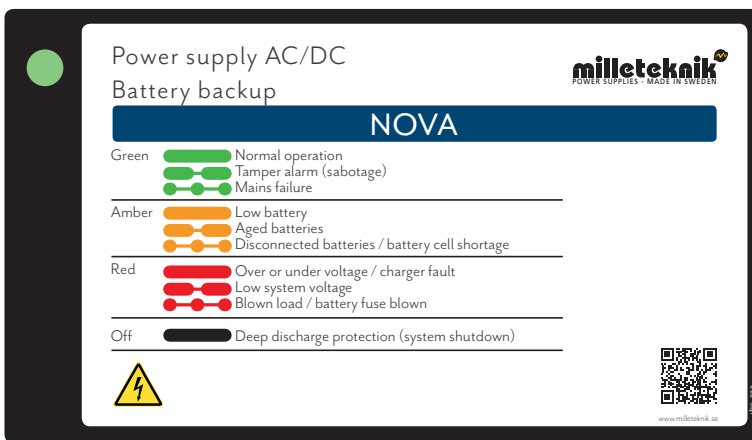 Power supply AC/DC
Battery backup
milleteknik
POWER SUPPLIES - MADE IN SWEDEN
NOVA
Green Normal operation
Tamper alarm (sabotage)
Mains failure
Amber Low battery
Aged batteries
Disconnected batteries / battery cell shortage
Red Over or under voltage / charger fault
Low system voltage
Blown load / battery fuse blown
Off Deep discharge protection (system shutdown)
www.milleteknik.se